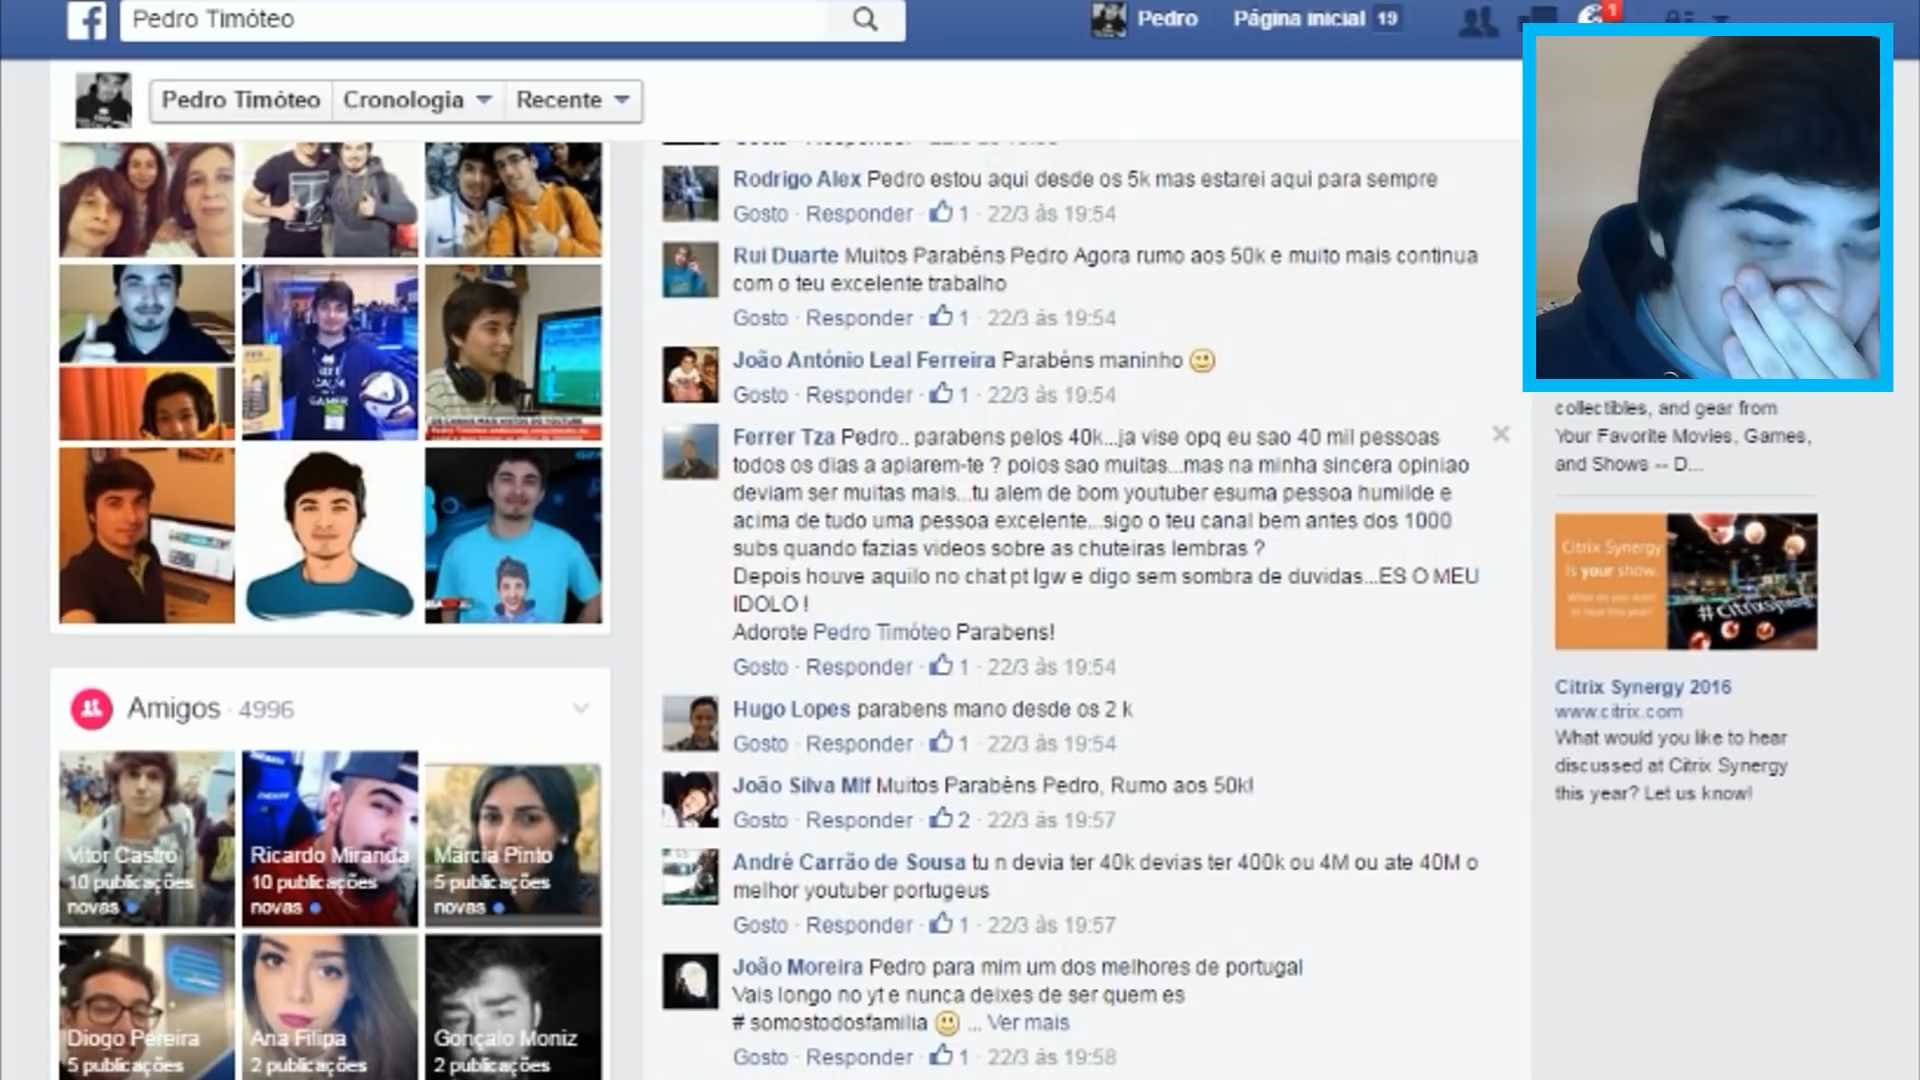 Pedro Timóteo
Pedro Página inicial 19
1
Pedro Timóteo Cronologia Recente
Rodrigo Alex Pedro estou aqui desde os 5k mas estarei aqui para sempre
Gosto · Responder · 1 · 22/3 às 19:54
Rui Duarte Muitos Parabéns Pedro Agora rumo aos 50k e muito mais continua
com o teu excelente trabalho
Gosto · Responder · 1 · 22/3 às 19:54
João António Leal Ferreira Parabéns maninho
Gosto · Responder · 1 · 22/3 às 19:54
Ferrer Tza Pedro.. parabens pelos 40k...ja vise opq eu sao 40 mil pessoas
todos os dias a apiarem-te ? poios sao muitas...mas na minha sincera opiniao
deviam ser muitas mais...tu alem de bom youtuber esuma pessoa humilde e
acima de tudo uma pessoa excelente...sigo o teu canal bem antes dos 1000
subs quando fazias videos sobre as chuteiras lembras ?
Depois houve aquilo no chat pt lgw e digo sem sombra de duvidas...ES O MEU
IDOLO !
Adorote Pedro Timóteo Parabens!
Gosto · Responder · 1 · 22/3 às 19:54
Hugo Lopes parabens mano desde os 2 k
Gosto · Responder · 1 · 22/3 às 19:54
João Silva Mlf Muitos Parabéns Pedro, Rumo aos 50k!
Gosto · Responder · 2 · 22/3 às 19:57
André Carrão de Sousa tu n devia ter 40k devias ter 400k ou 4M ou ate 40M o
melhor youtuber portugeus
Gosto · Responder · 1 · 22/3 às 19:57
João Moreira Pedro para mim um dos melhores de portugal
Vais longo no yt e nunca deixes de ser quem es
# somostodosfamilia ... Ver mais
Gosto · Responder · 1 · 22/3 às 19:58
Amigos · 4996
Vitor Castro
10 publicações
novas
Ricardo Miranda
10 publicações
novas
Márcia Pinto
5 publicações
novas
Diogo Pereira
5 publicações
Ana Filipa
2 publicações
Gonçalo Moniz
2 publicações
collectibles, and gear from
Your Favorite Movies, Games,
and Shows -- D...
Citrix Synergy
is your show.
#citrixsynergy
Citrix Synergy 2016
www.citrix.com
What would you like to hear
discussed at Citrix Synergy
this year? Let us know!